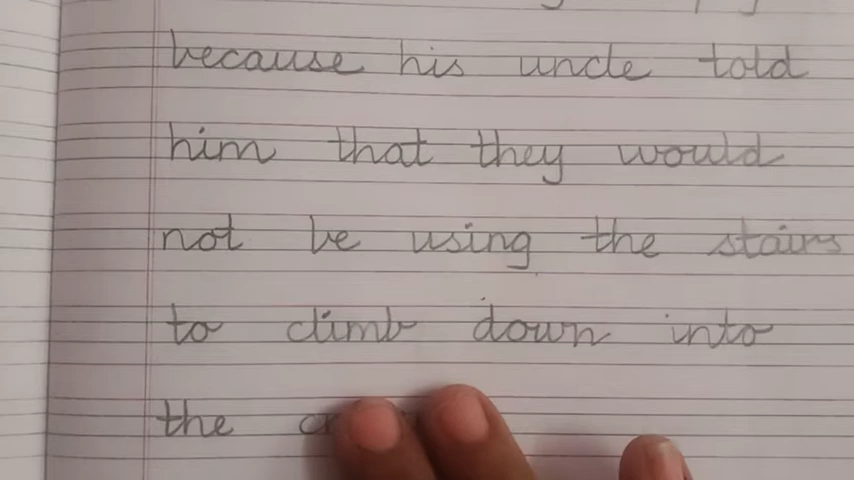 because his uncle told
him that they would
not be using the stairs
to climb down into
the